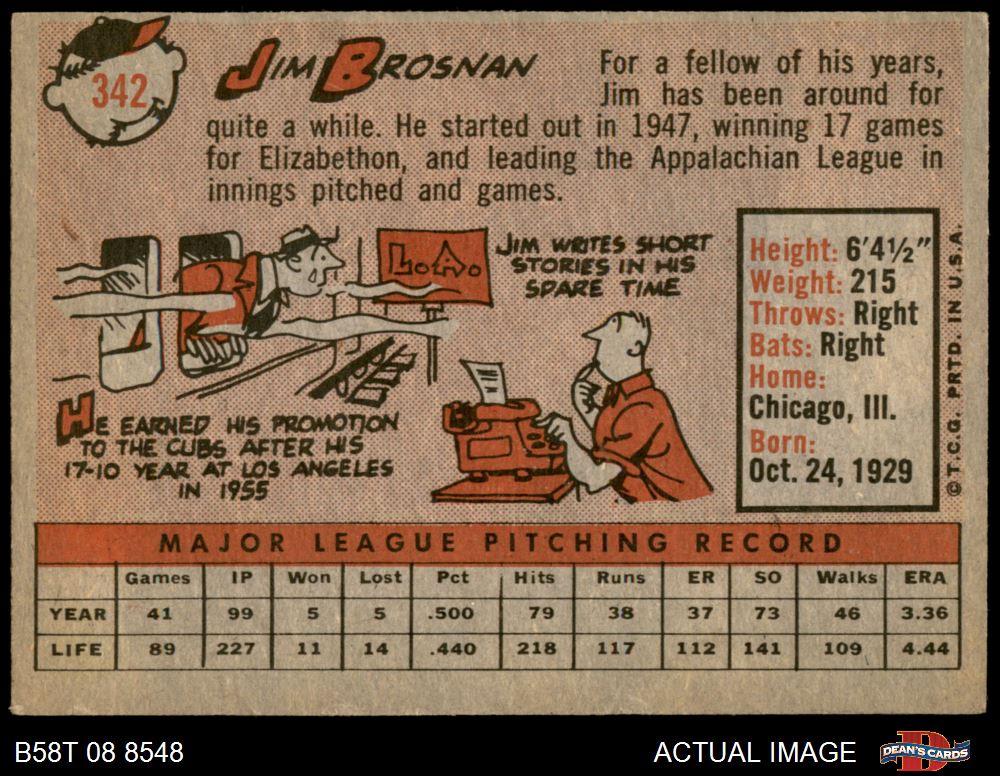 342
JIM BROSNAN
For a fellow of his years,
Jim has been around for
quite a while. He started out in 1947, winning 17 games
for Elizabethon, and leading the Appalachian League in
innings pitched and games.
L.A.
JIM WRITES SHORT
STORIES IN HIS
SPARE TIME
HE EARNED HIS PROMOTION
TO THE CUBS AFTER HIS
17-10 YEAR AT LOS ANGELES
IN 1955
Height: 6'4½"
Weight: 215
Throws: Right
Bats: Right
Home:
Chicago, Ill.
Born:
Oct. 24, 1929
© T.C.G. PRTD. IN U.S.A.
MAJOR LEAGUE PITCHING RECORD
Games IP Won Lost Pct Hits Runs ER SO Walks ERA
YEAR 41 99 5 5 .500 79 38 37 73 46 3.36
LIFE 89 227 11 14 .440 218 117 112 141 109 4.44
B58T 08 8548
ACTUAL IMAGE
D
DEAN'S CARDS